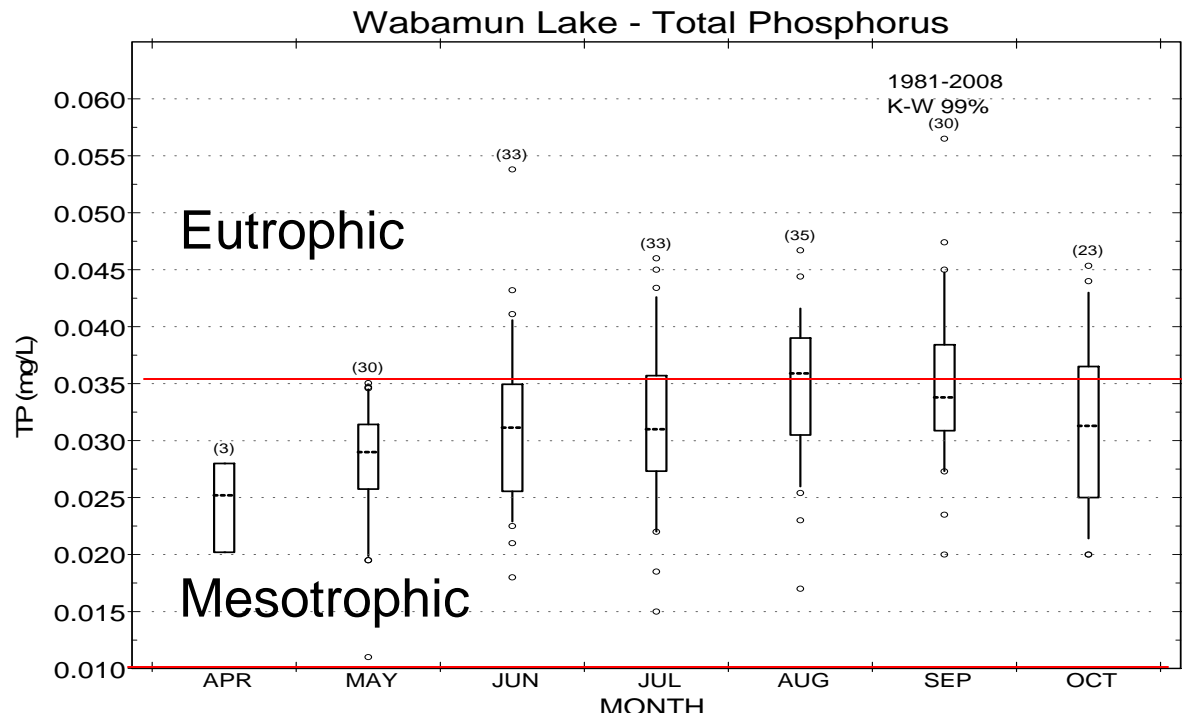 Wabamun Lake - Total Phosphorus
1981-2008
K-W 99%
(30)
0.060
0.055
0.050
0.045
0.040
0.035
0.030
0.025
0.020
0.015
0.010
TP (mg/L)
Eutrophic
Mesotrophic
(3)
(30)
(33)
(33)
(35)
(23)
APR MAY JUN JUL AUG SEP OCT
MONTH